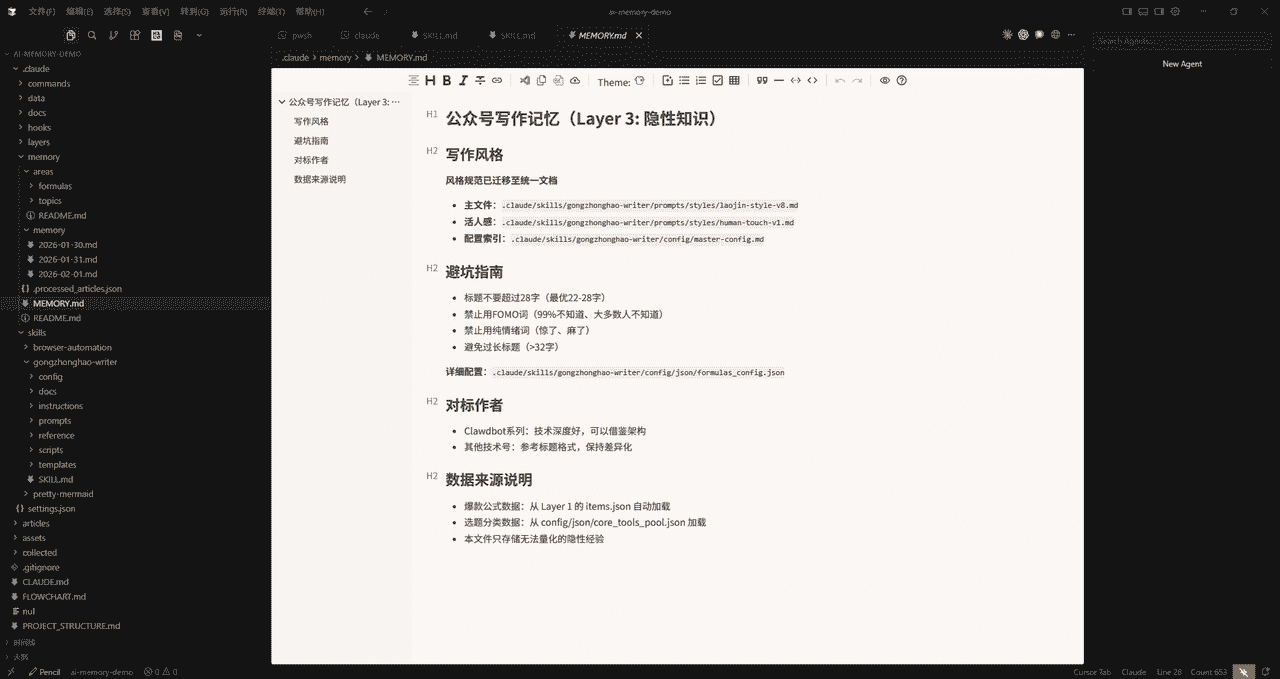 文件(F) 编辑(E) 选择(S) 查看(V) 转到(G) 运行(R) 终端(T) 帮助(H)
ai-memory-demo
pwsh
claude
SKILL.md
SKILL.md
MEMORY.md
Search Agents...
New Agent
AI-MEMORY-DEMO
.claude
commands
data
docs
hooks
layers
memory
areas
formulas
topics
README.md
memory
2026-01-30.md
2026-01-31.md
2026-02-01.md
.processed_articles.json
MEMORY.md
README.md
skills
browser-automation
gongzhonghao-writer
config
docs
instructions
prompts
reference
scripts
templates
SKILL.md
pretty-mermaid
settings.json
articles
assets
collected
.gitignore
CLAUDE.md
FLOWCHART.md
nul
PROJECT_STRUCTURE.md
时间线
大纲
.claude > memory > MEMORY.md
Theme:
公众号写作记忆（Layer 3: ...
写作风格
避坑指南
对标作者
数据来源说明
H1 公众号写作记忆（Layer 3: 隐性知识）
H2 写作风格
风格规范已迁移至统一文档
主文件： .claude/skills/gongzhonghao-writer/prompts/styles/laojin-style-v8.md
活人感： .claude/skills/gongzhonghao-writer/prompts/styles/human-touch-v1.md
配置索引： .claude/skills/gongzhonghao-writer/config/master-config.md
H2 避坑指南
标题不要超过28字（最优22-28字）
禁止用FOMO词（99%不知道、大多数人不知道）
禁止用纯情绪词（惊了、麻了）
避免过长标题（>32字）
详细配置： .claude/skills/gongzhonghao-writer/config/json/formulas_config.json
H2 对标作者
Clawdbot系列：技术深度好，可以借鉴架构
其他技术号：参考标题格式，保持差异化
H2 数据来源说明
爆款公式数据：从 Layer 1 的 items.json 自动加载
选题分类数据：从 config/json/core_tools_pool.json 加载
本文件只存储无法量化的隐性经验
Pencil ai-memory-demo 0 0
Cursor Tab Claude Line 28 Count 653